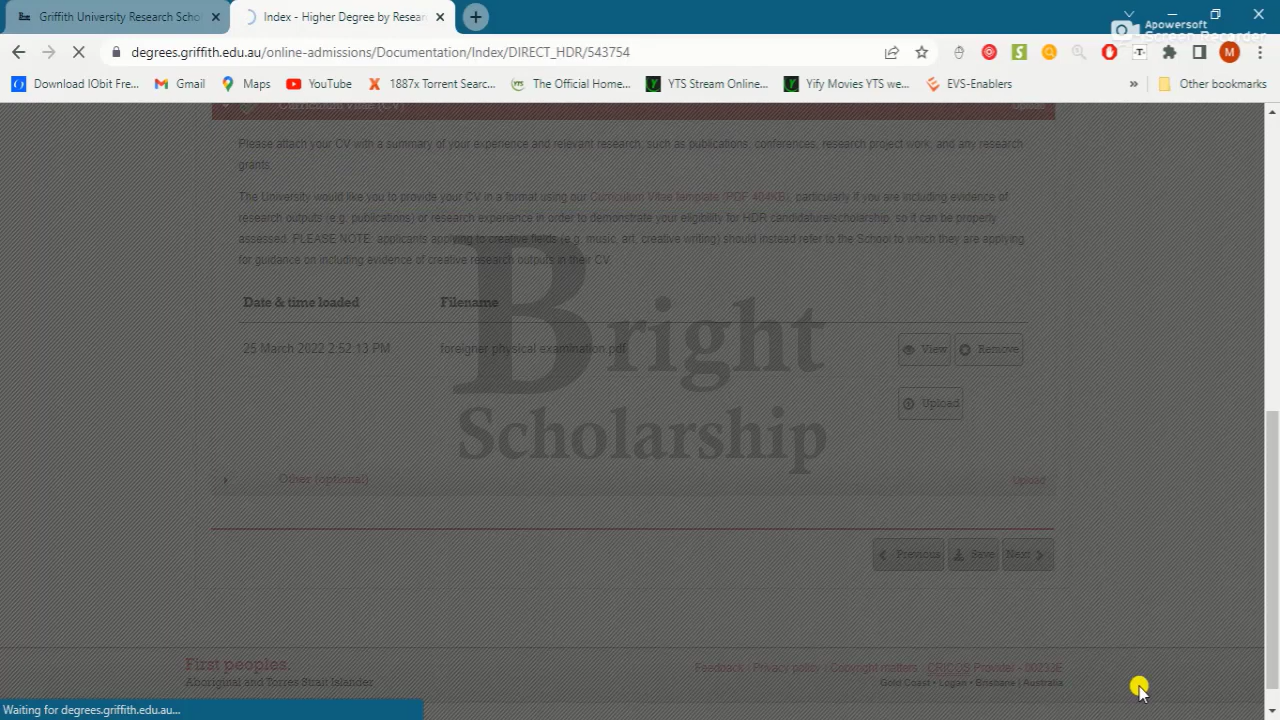 Griffith University Research Scho
Index - Higher Degree by Resear
Apowersoft
Screen Recorder
degrees.griffith.edu.au/online-admissions/Documentation/Index/DIRECT_HDR/543754
Download IObit Fre... Gmail Maps YouTube 1887x Torrent Searc... The Official Home... YTS Stream Online... Yify Movies YTS we... EVS-Enablers » Other bookmarks
Curriculum Vitae (CV) Upload
Please attach your CV with a summary of your experience and relevant research, such as publications, conferences, research project work, and any research
grants.
The University would like you to provide your CV in a format using our Curriculum Vitae template (PDF 464KB), particularly if you are including evidence of
research outputs (e.g. publications) or research experience in order to demonstrate your eligibility for HDR candidature/scholarship, so it can be properly
assessed. PLEASE NOTE: applicants applying to creative fields (e.g. music, art, creative writing) should instead refer to the School to which they are applying
for guidance on including evidence of creative research outputs in their CV.
Date & time loaded Filename
25 March 2022 2:52:13 PM foreigner physical examination.pdf View Remove
Upload
Bright
Scholarship
Other (optional) Upload
Previous Save Next
First peoples.
Aboriginal and Torres Strait Islander
Feedback | Privacy policy | Copyright matters | CRICOS Provider - 00233E
Gold Coast • Logan • Brisbane | Australia
Waiting for degrees.griffith.edu.au...